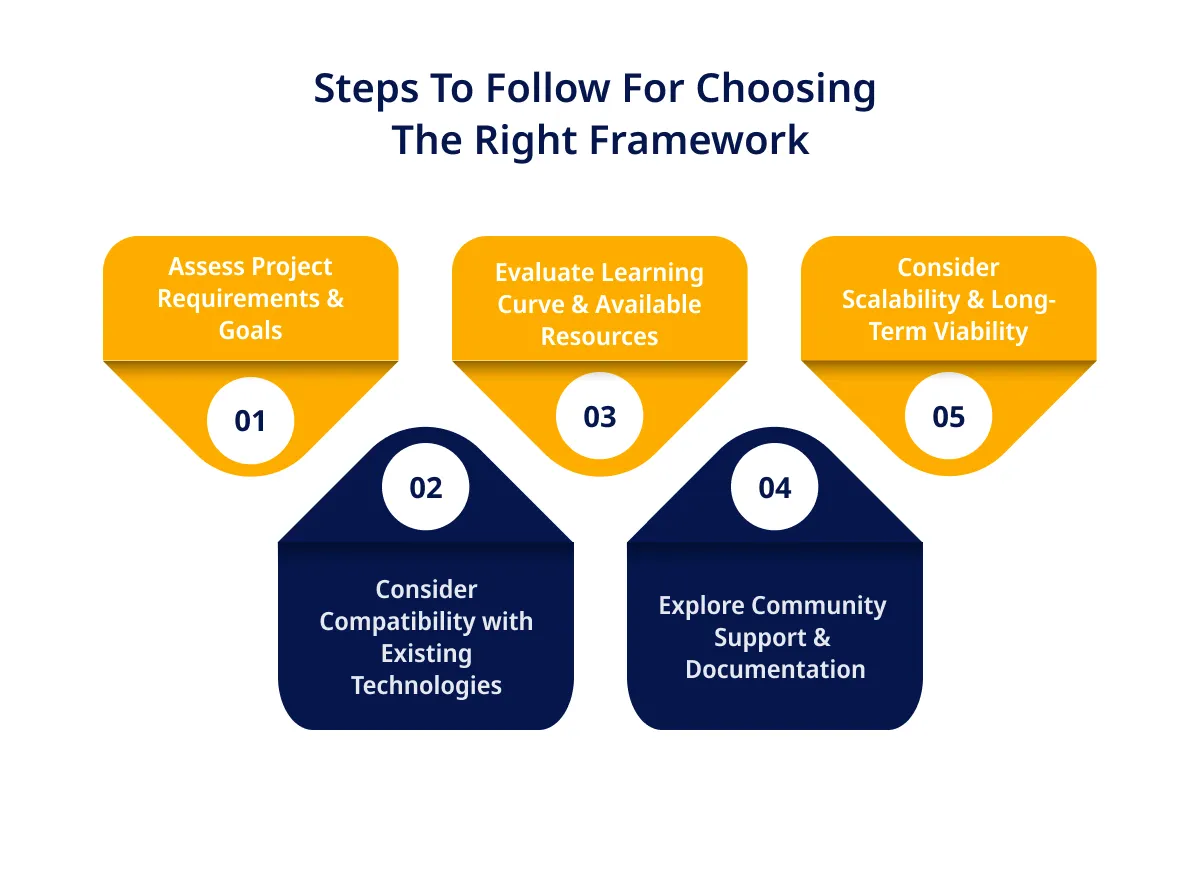 Steps To Follow For Choosing
The Right Framework
Assess Project
Requirements &
Goals
01
Consider
Compatibility with
Existing
Technologies
02
Evaluate Learning
Curve & Available
Resources
03
Explore Community
Support &
Documentation
04
Consider
Scalability & Long-
Term Viability
05